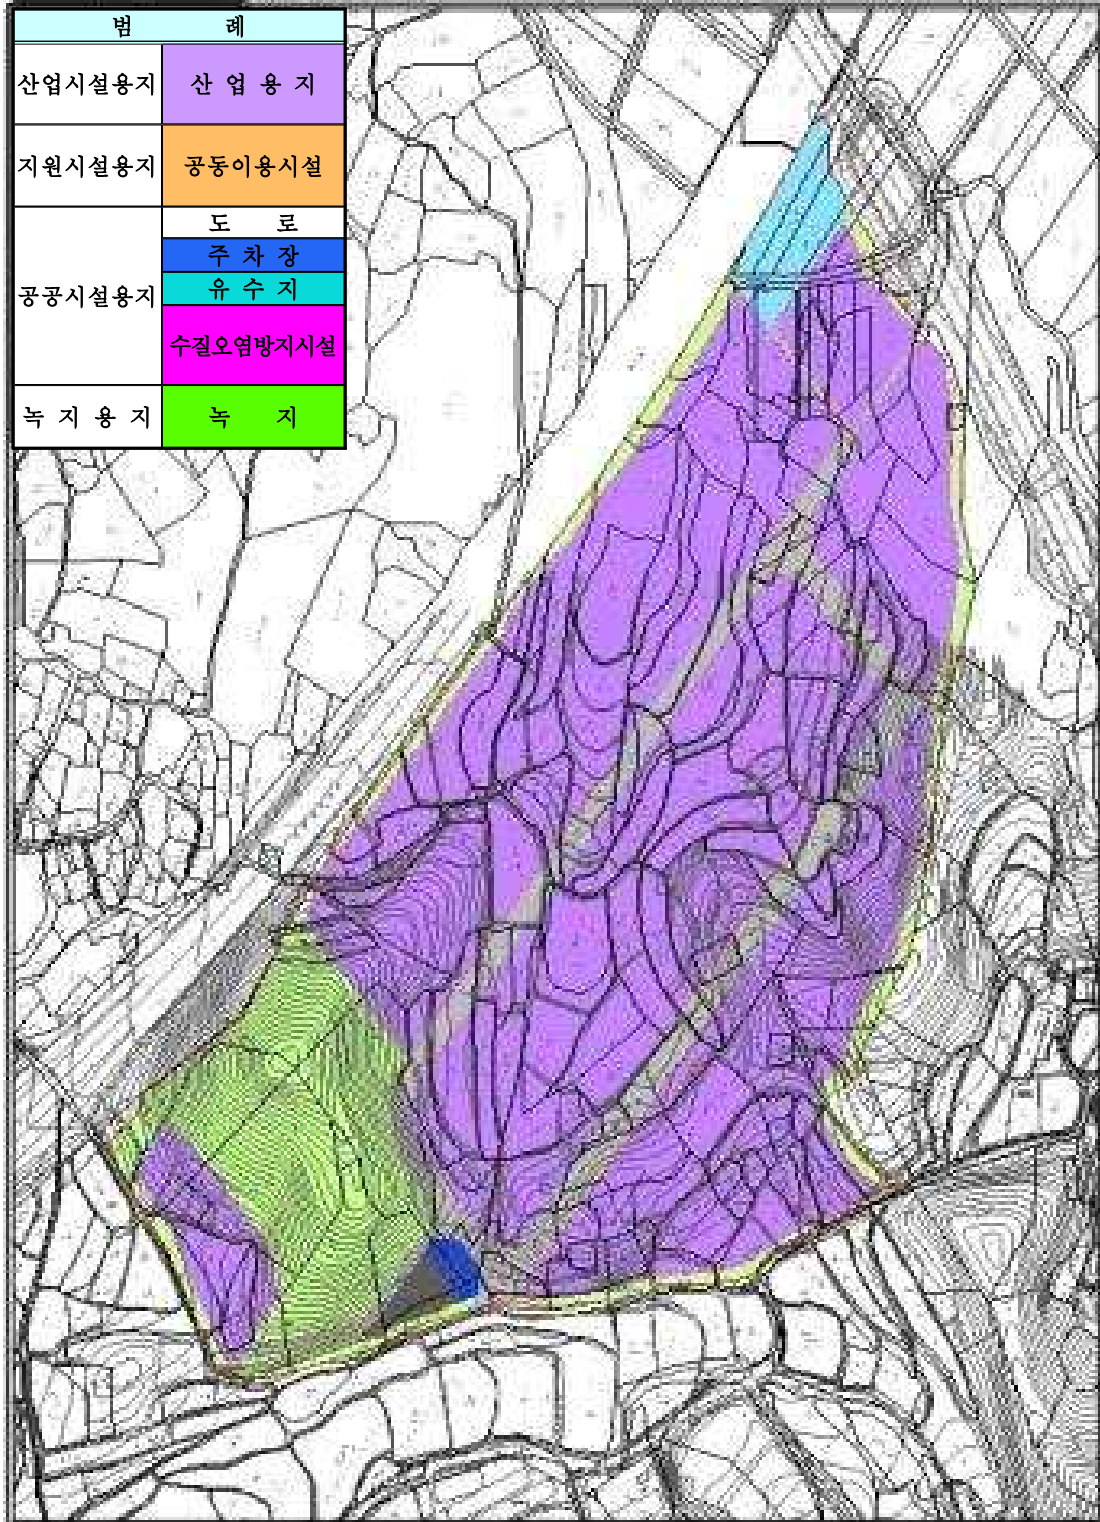 범 례
산업시설용지 산 업 용 지
지원시설용지 공동이용시설
공공시설용지 도 로
주 차 장
유 수 지
수질오염방지시설
녹 지 용 지 녹 지